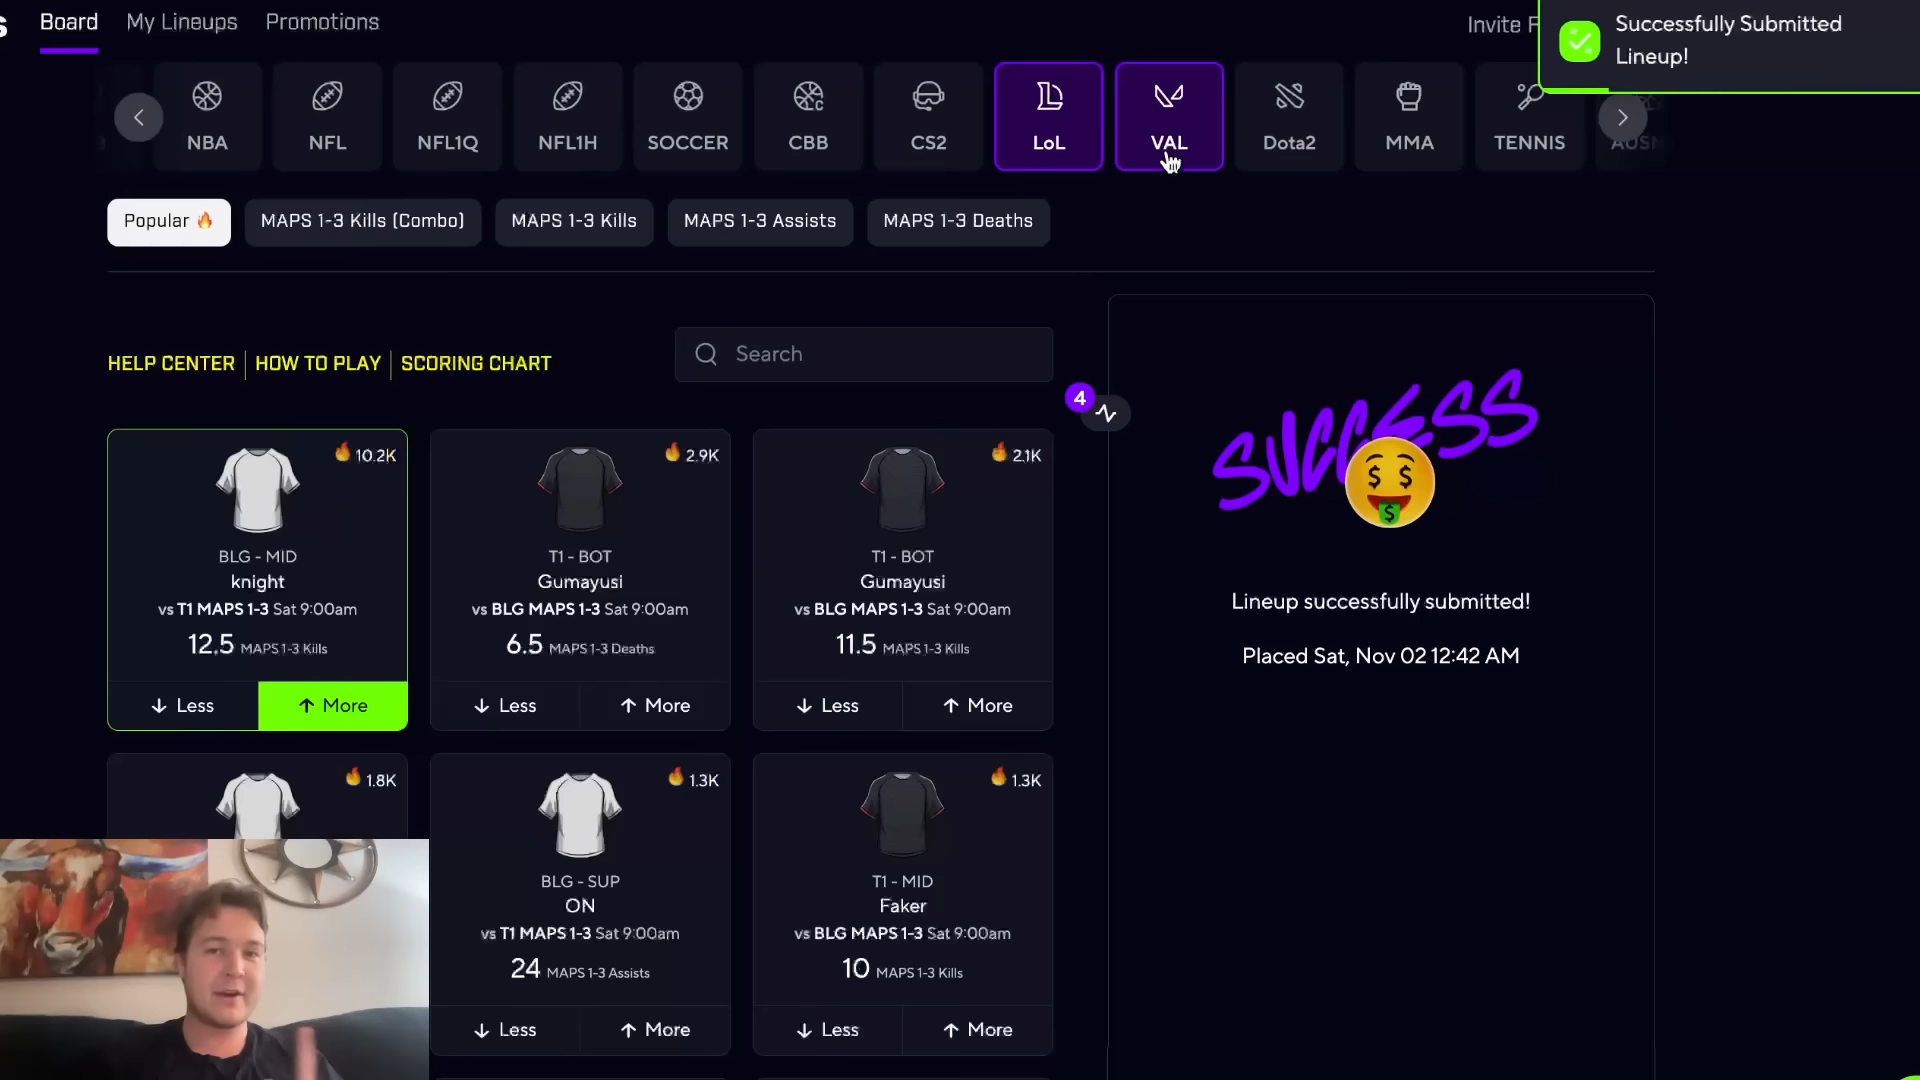 s
Board
My Lineups
Promotions
Invite F
Successfully Submitted
Lineup!
NBA
NFL
NFL1Q
NFL1H
SOCCER
CBB
CS2
LoL
VAL
Dota2
MMA
TENNIS
Popular 🔥
MAPS 1-3 Kills (Combo)
MAPS 1-3 Kills
MAPS 1-3 Assists
MAPS 1-3 Deaths
HELP CENTER
HOW TO PLAY
SCORING CHART
Search
4
SUCCESS
Lineup successfully submitted!
Placed Sat, Nov 02 12:42 AM
10.2K
BLG - MID
knight
vs T1 MAPS 1-3 Sat 9:00am
12.5 MAPS 1-3 Kills
Less
More
2.9K
T1 - BOT
Gumayusi
vs BLG MAPS 1-3 Sat 9:00am
6.5 MAPS 1-3 Deaths
Less
More
2.1K
T1 - BOT
Gumayusi
vs BLG MAPS 1-3 Sat 9:00am
11.5 MAPS 1-3 Kills
Less
More
1.8K
1.3K
BLG - SUP
ON
vs T1 MAPS 1-3 Sat 9:00am
24 MAPS 1-3 Assists
Less
More
1.3K
T1 - MID
Faker
vs BLG MAPS 1-3 Sat 9:00am
10 MAPS 1-3 Kills
Less
More